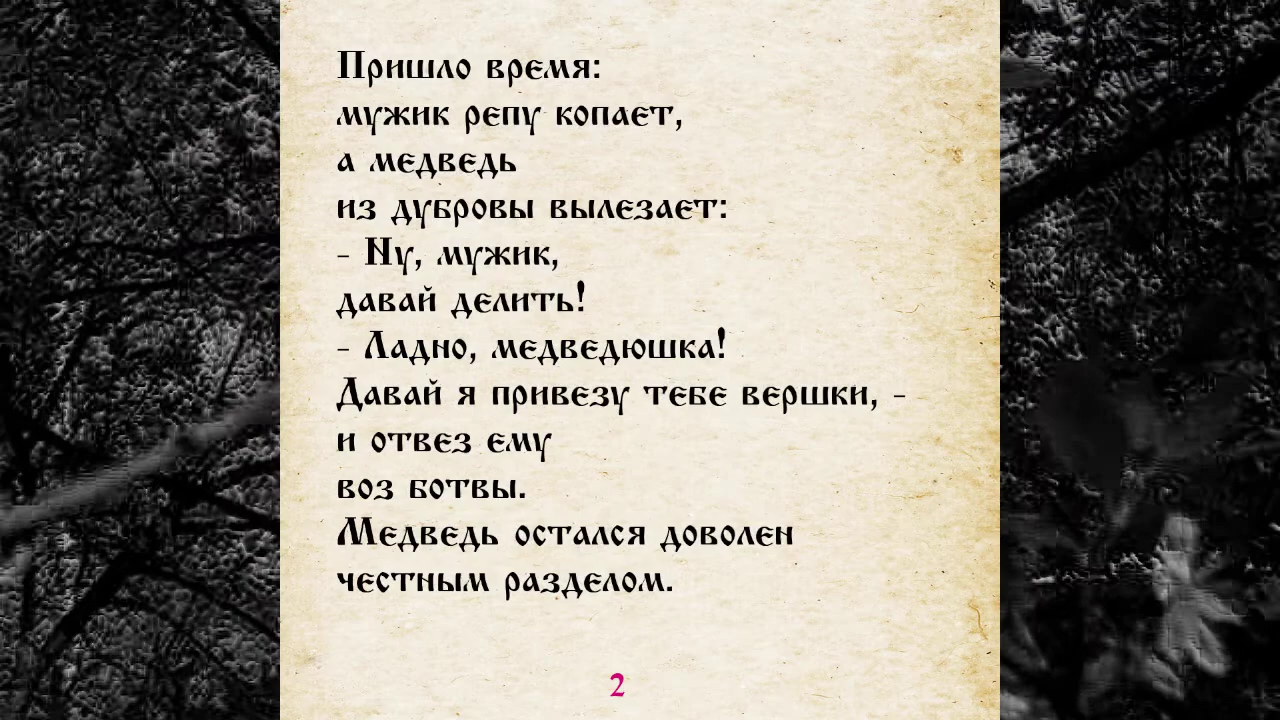 Пришло время:
мужик репу копает,
а медведь
из дубровы вылезает:
- Ну, мужик,
давай делить!
- Ладно, медведюшка!
Давай я привезу тебе вершки, -
и отвез ему
воз ботвы.
Медведь остался доволен
честным разделом.
2